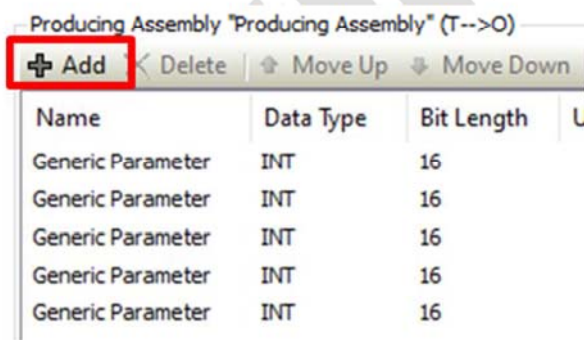 Producing Assembly "Producing Assembly" (T-->O)
Add Delete Move Up Move Down
Name Data Type Bit Length
Generic Parameter INT 16
Generic Parameter INT 16
Generic Parameter INT 16
Generic Parameter INT 16
Generic Parameter INT 16